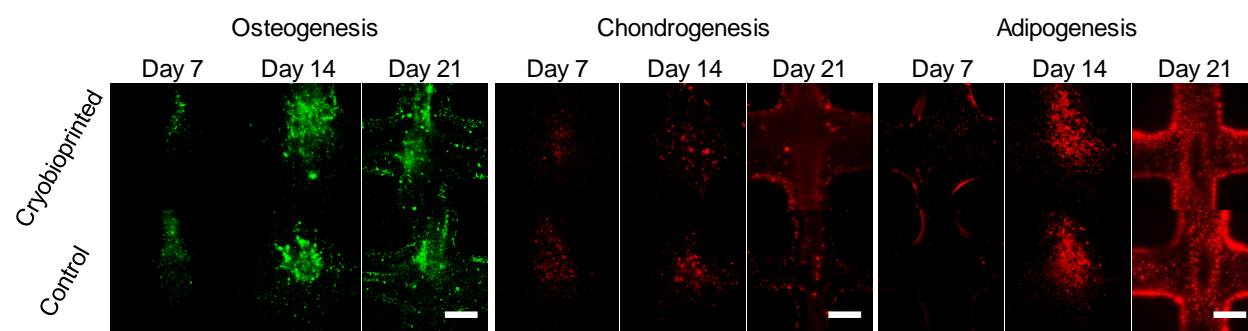 Osteogenesis Chondrogenesis Adipogenesis
Day 7 Day 14 Day 21 Day 7 Day 14 Day 21 Day 7 Day 14 Day 21
Cryobioprinted
Control